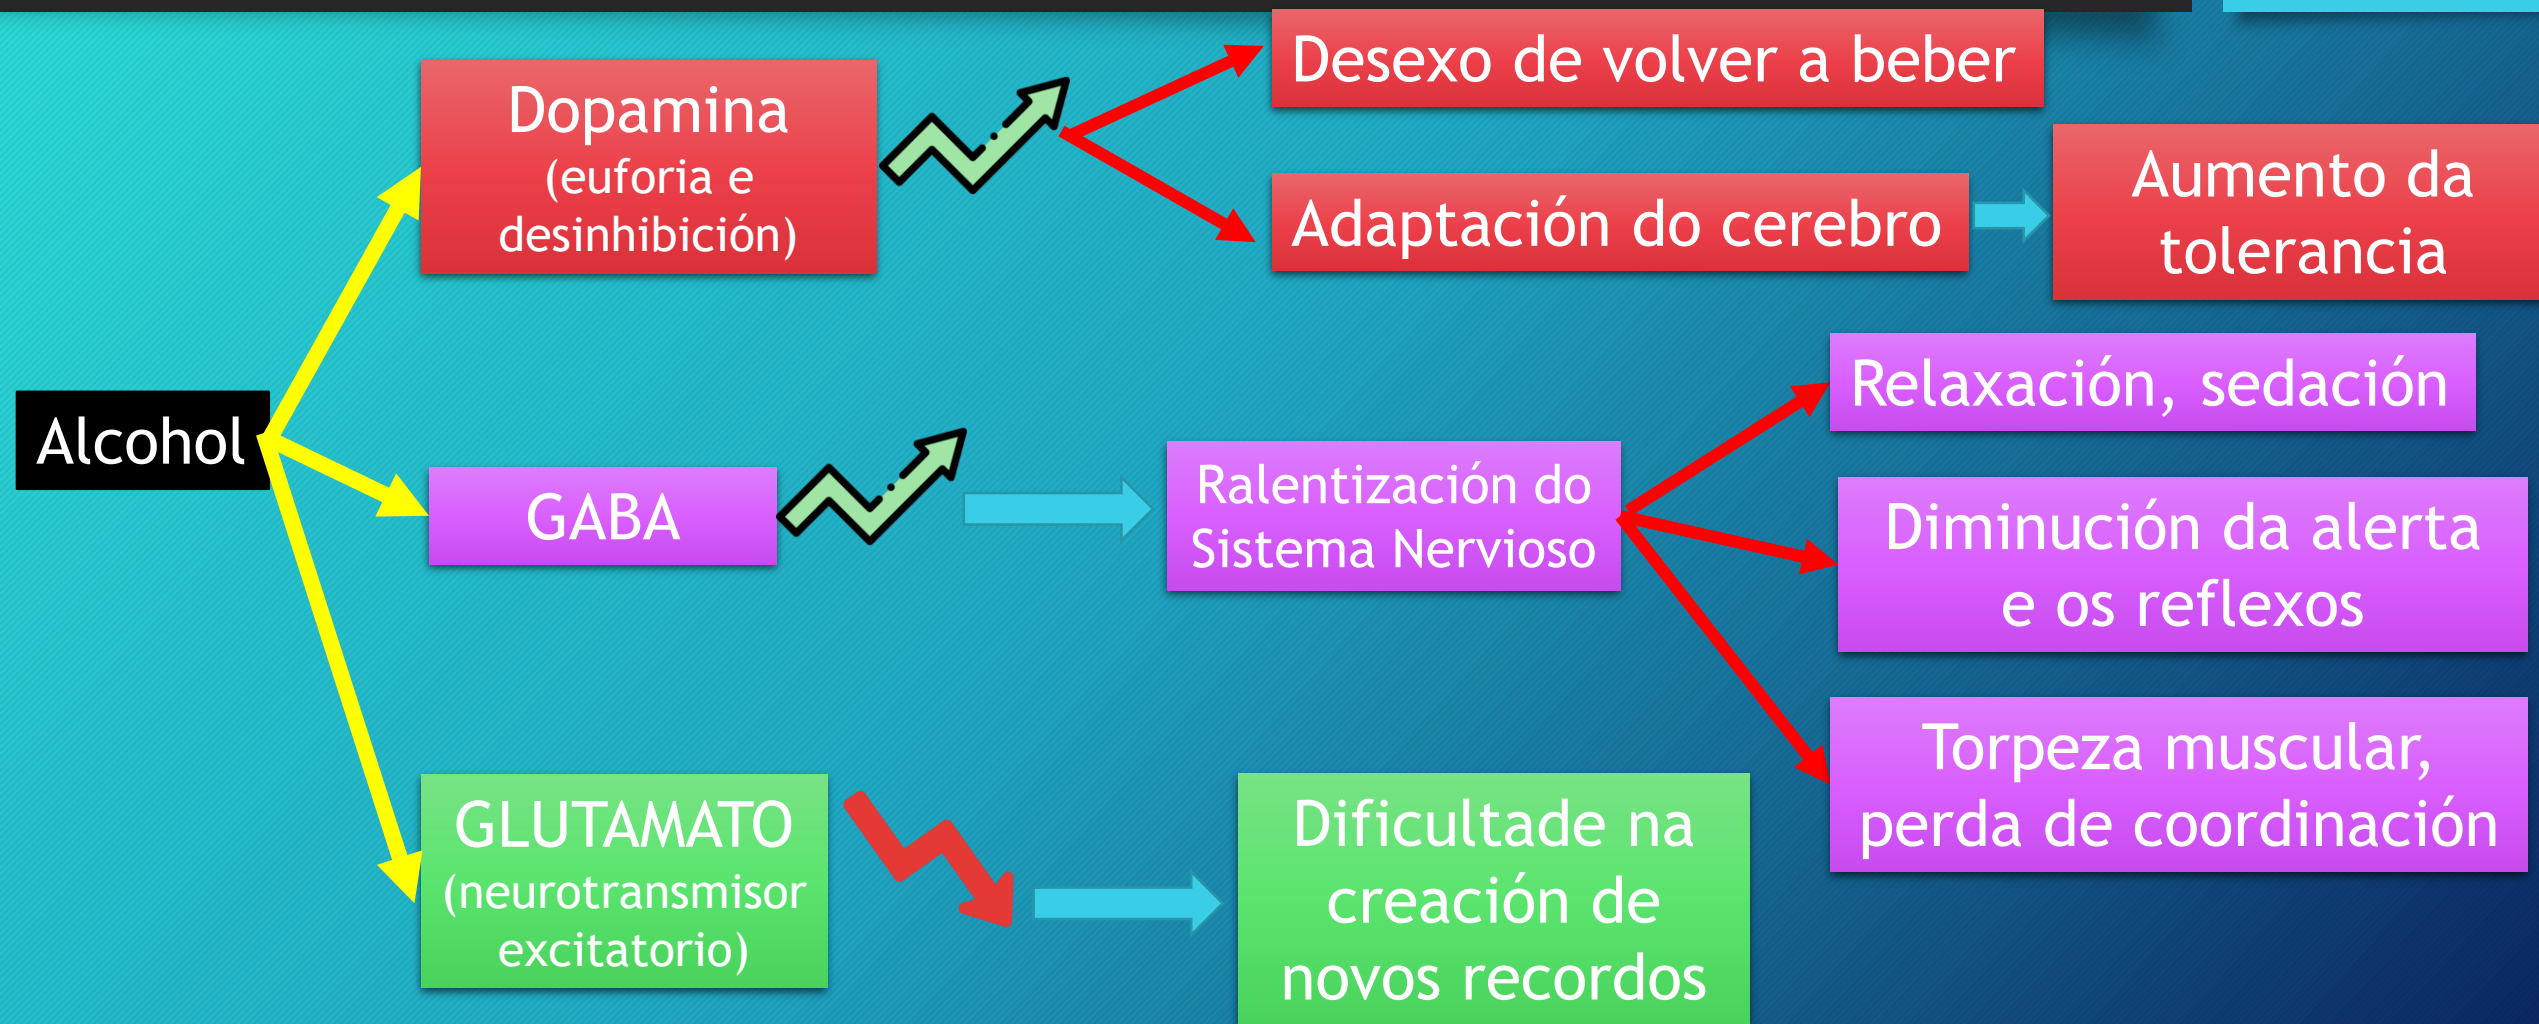 Desexo de volver a beber
Dopamina
(euforia e
desinhibición)
Adaptación do cerebro
Aumento da
tolerancia
Alcohol
GABA
Ralentización do
Sistema Nervioso
Relaxación, sedación
Diminución da alerta
e os reflexos
Torpeza muscular,
perda de coordinación
GLUTAMATO
(neurotransmisor
excitatorio)
Dificultade na
creación de
novos recordos